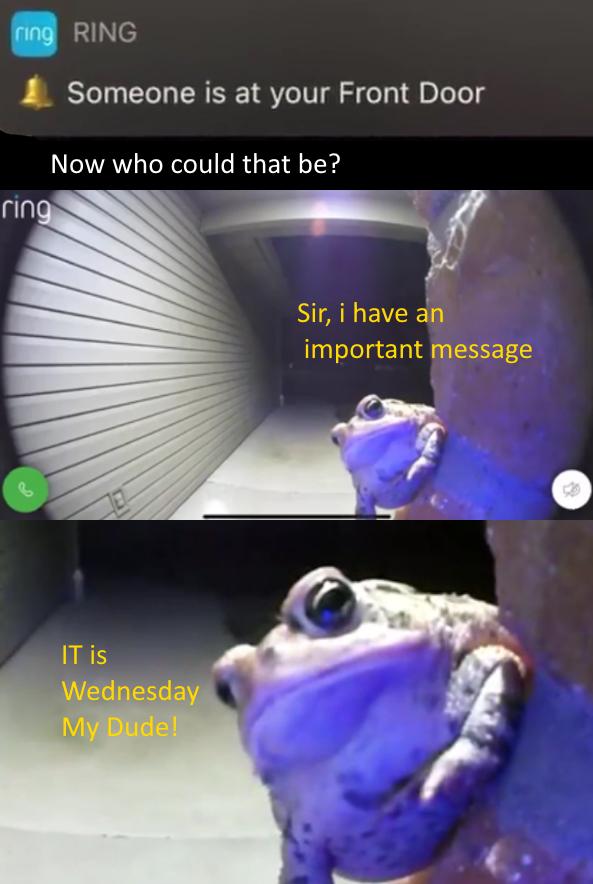 ring RING
Someone is at your Front Door
Now who could that be?
ring
Sir, i have an
important message
IT is
Wednesday
My Dude!